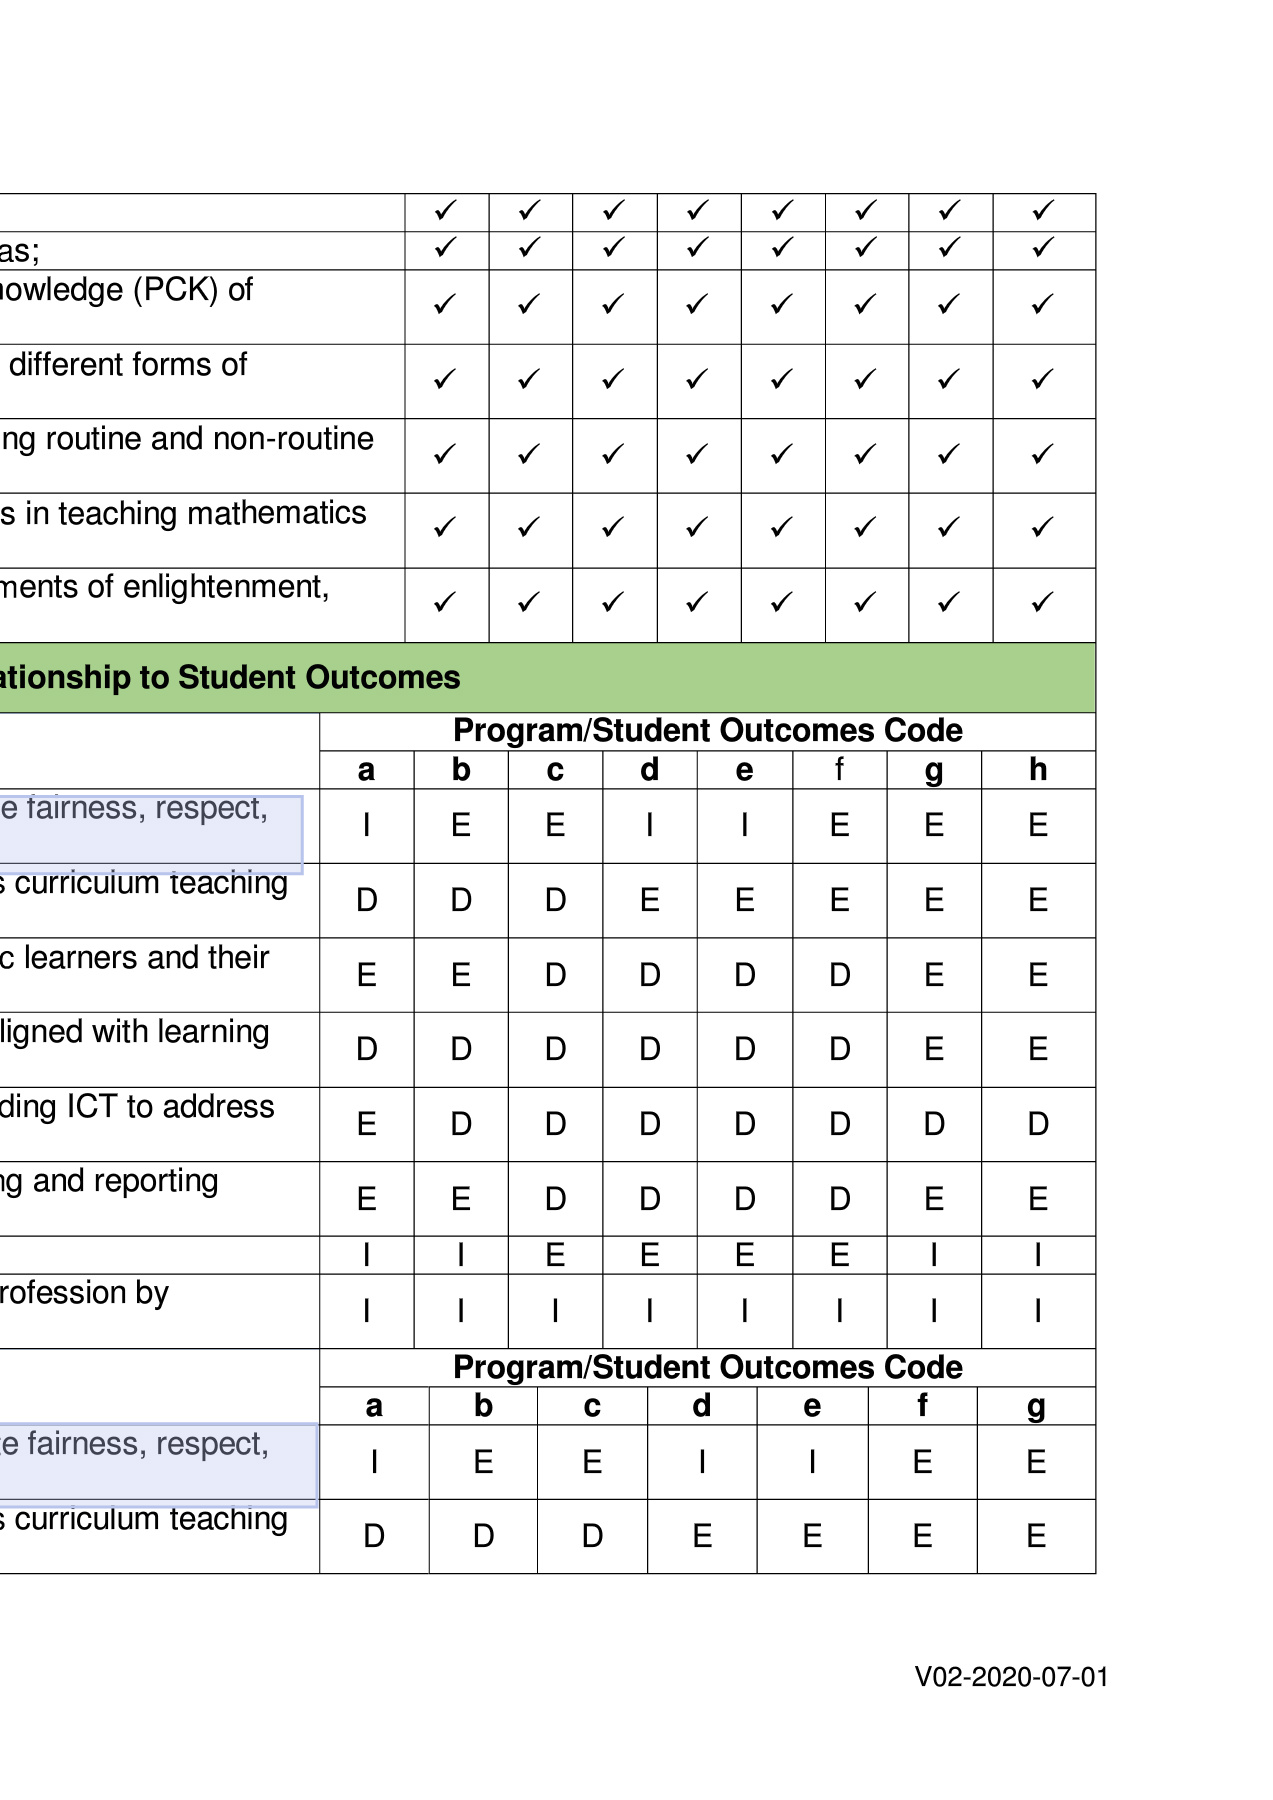 ✓ ✓ ✓ ✓ ✓ ✓ ✓ ✓
as; ✓ ✓ ✓ ✓ ✓ ✓ ✓ ✓
nowledge (PCK) of
✓ ✓ ✓ ✓ ✓ ✓ ✓ ✓
different forms of
✓ ✓ ✓ ✓ ✓ ✓ ✓ ✓
ing routine and non-routine
✓ ✓ ✓ ✓ ✓ ✓ ✓ ✓
s in teaching mathematics
✓ ✓ ✓ ✓ ✓ ✓ ✓ ✓
ments of enlightenment,
✓ ✓ ✓ ✓ ✓ ✓ ✓ ✓
ationship to Student Outcomes
Program/Student Outcomes Code
a b c d e f g h
e fairness, respect,
I E E I I E E E
s curriculum teaching
D D D E E E E E
c learners and their
E E D D D D E E
ligned with learning
D D D D D D E E
ding ICT to address
E D D D D D D D
ng and reporting
E E D D D D E E
I I E E E E I I
rofession by
I I I I I I I I
Program/Student Outcomes Code
a b c d e f g
te fairness, respect,
I E E I I E E
s curriculum teaching
D D D E E E E
V02-2020-07-01